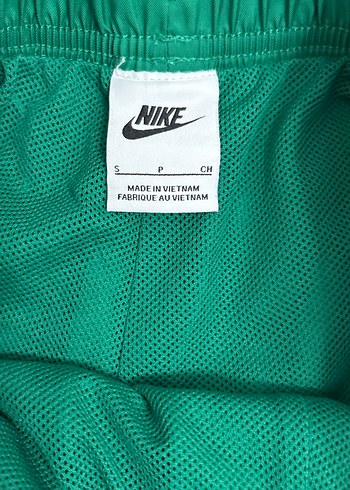 NIKE
S P CH
MADE IN VIETNAM
FABRIQUE AU VIETNAM